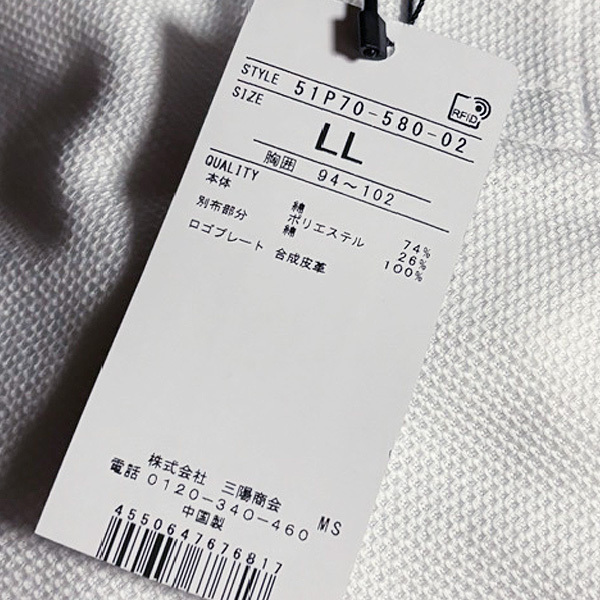 STYLE 51P70-580-02
RFID
SIZE
LL
胸囲 94～102
QUALITY
本体 綿 74%
ポリエステル 26%
別布部分 綿 100%
ロゴプレート 合成皮革
株式会社 三陽商会
電話 0120-340-460 MS
中国製
4550647676817